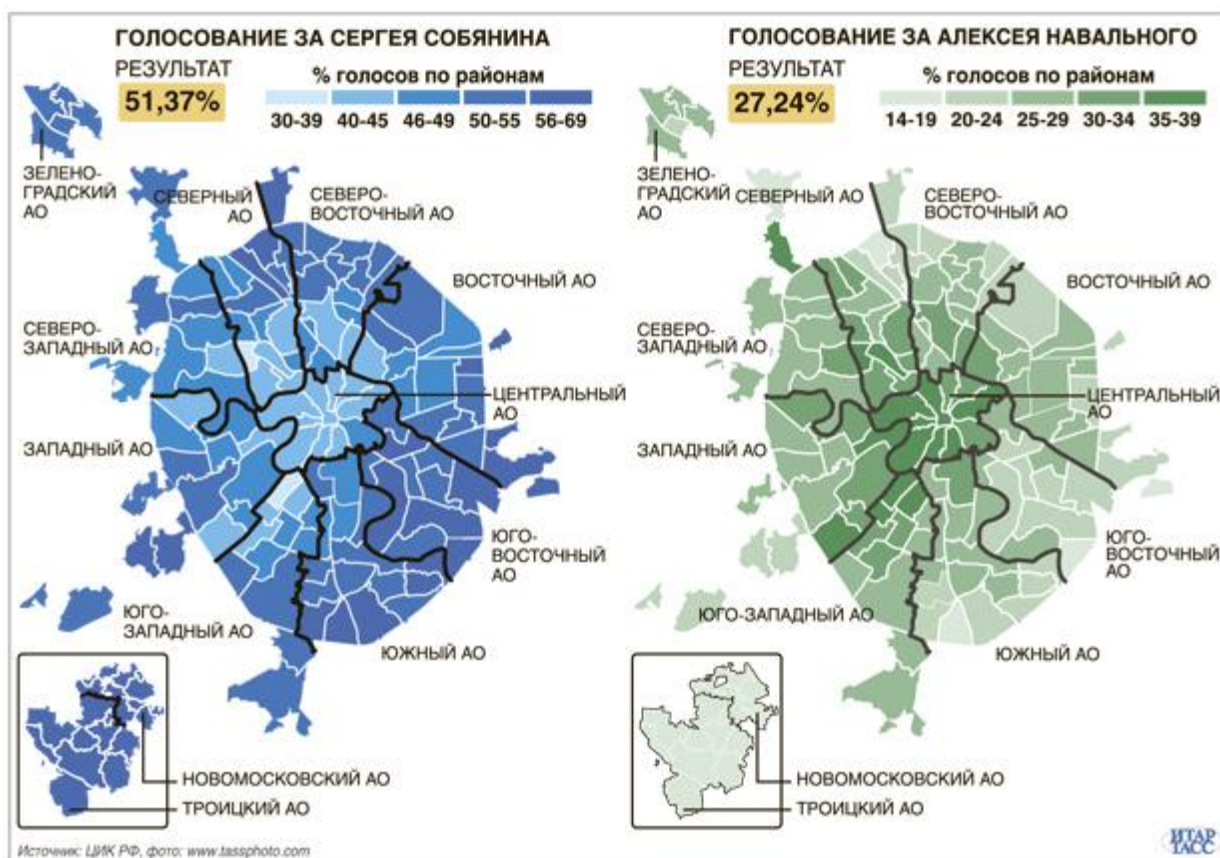 ГОЛОСОВАНИЕ ЗА СЕРГЕЯ СОБЯНИНА
РЕЗУЛЬТАТ
51,37%
% голосов по районам
30-39 40-45 46-49 50-55 56-69
ЗЕЛЕНО-
ГРАДСКИЙ
АО
СЕВЕРНЫЙ
АО
СЕВЕРО-
ВОСТОЧНЫЙ АО
ВОСТОЧНЫЙ АО
СЕВЕРО-
ЗАПАДНЫЙ АО
ЦЕНТРАЛЬНЫЙ
АО
ЗАПАДНЫЙ АО
ЮГО-
ВОСТОЧНЫЙ
АО
ЮГО-
ЗАПАДНЫЙ АО
ЮЖНЫЙ АО
НОВОМОСКОВСКИЙ АО
ТРОИЦКИЙ АО
Источник: ЦИК РФ, фото: www.tassphoto.com
ГОЛОСОВАНИЕ ЗА АЛЕКСЕЯ НАВАЛЬНОГО
РЕЗУЛЬТАТ
27,24%
% голосов по районам
14-19 20-24 25-29 30-34 35-39
ЗЕЛЕНО-
ГРАДСКИЙ
АО
СЕВЕРНЫЙ АО
СЕВЕРО-
ВОСТОЧНЫЙ АО
ВОСТОЧНЫЙ АО
СЕВЕРО-
ЗАПАДНЫЙ АО
ЦЕНТРАЛЬНЫЙ
АО
ЗАПАДНЫЙ АО
ЮГО-
ВОСТОЧНЫЙ
АО
ЮГО-ЗАПАДНЫЙ АО
ЮЖНЫЙ АО
НОВОМОСКОВСКИЙ АО
ТРОИЦКИЙ АО
ИТАР
ТАСС